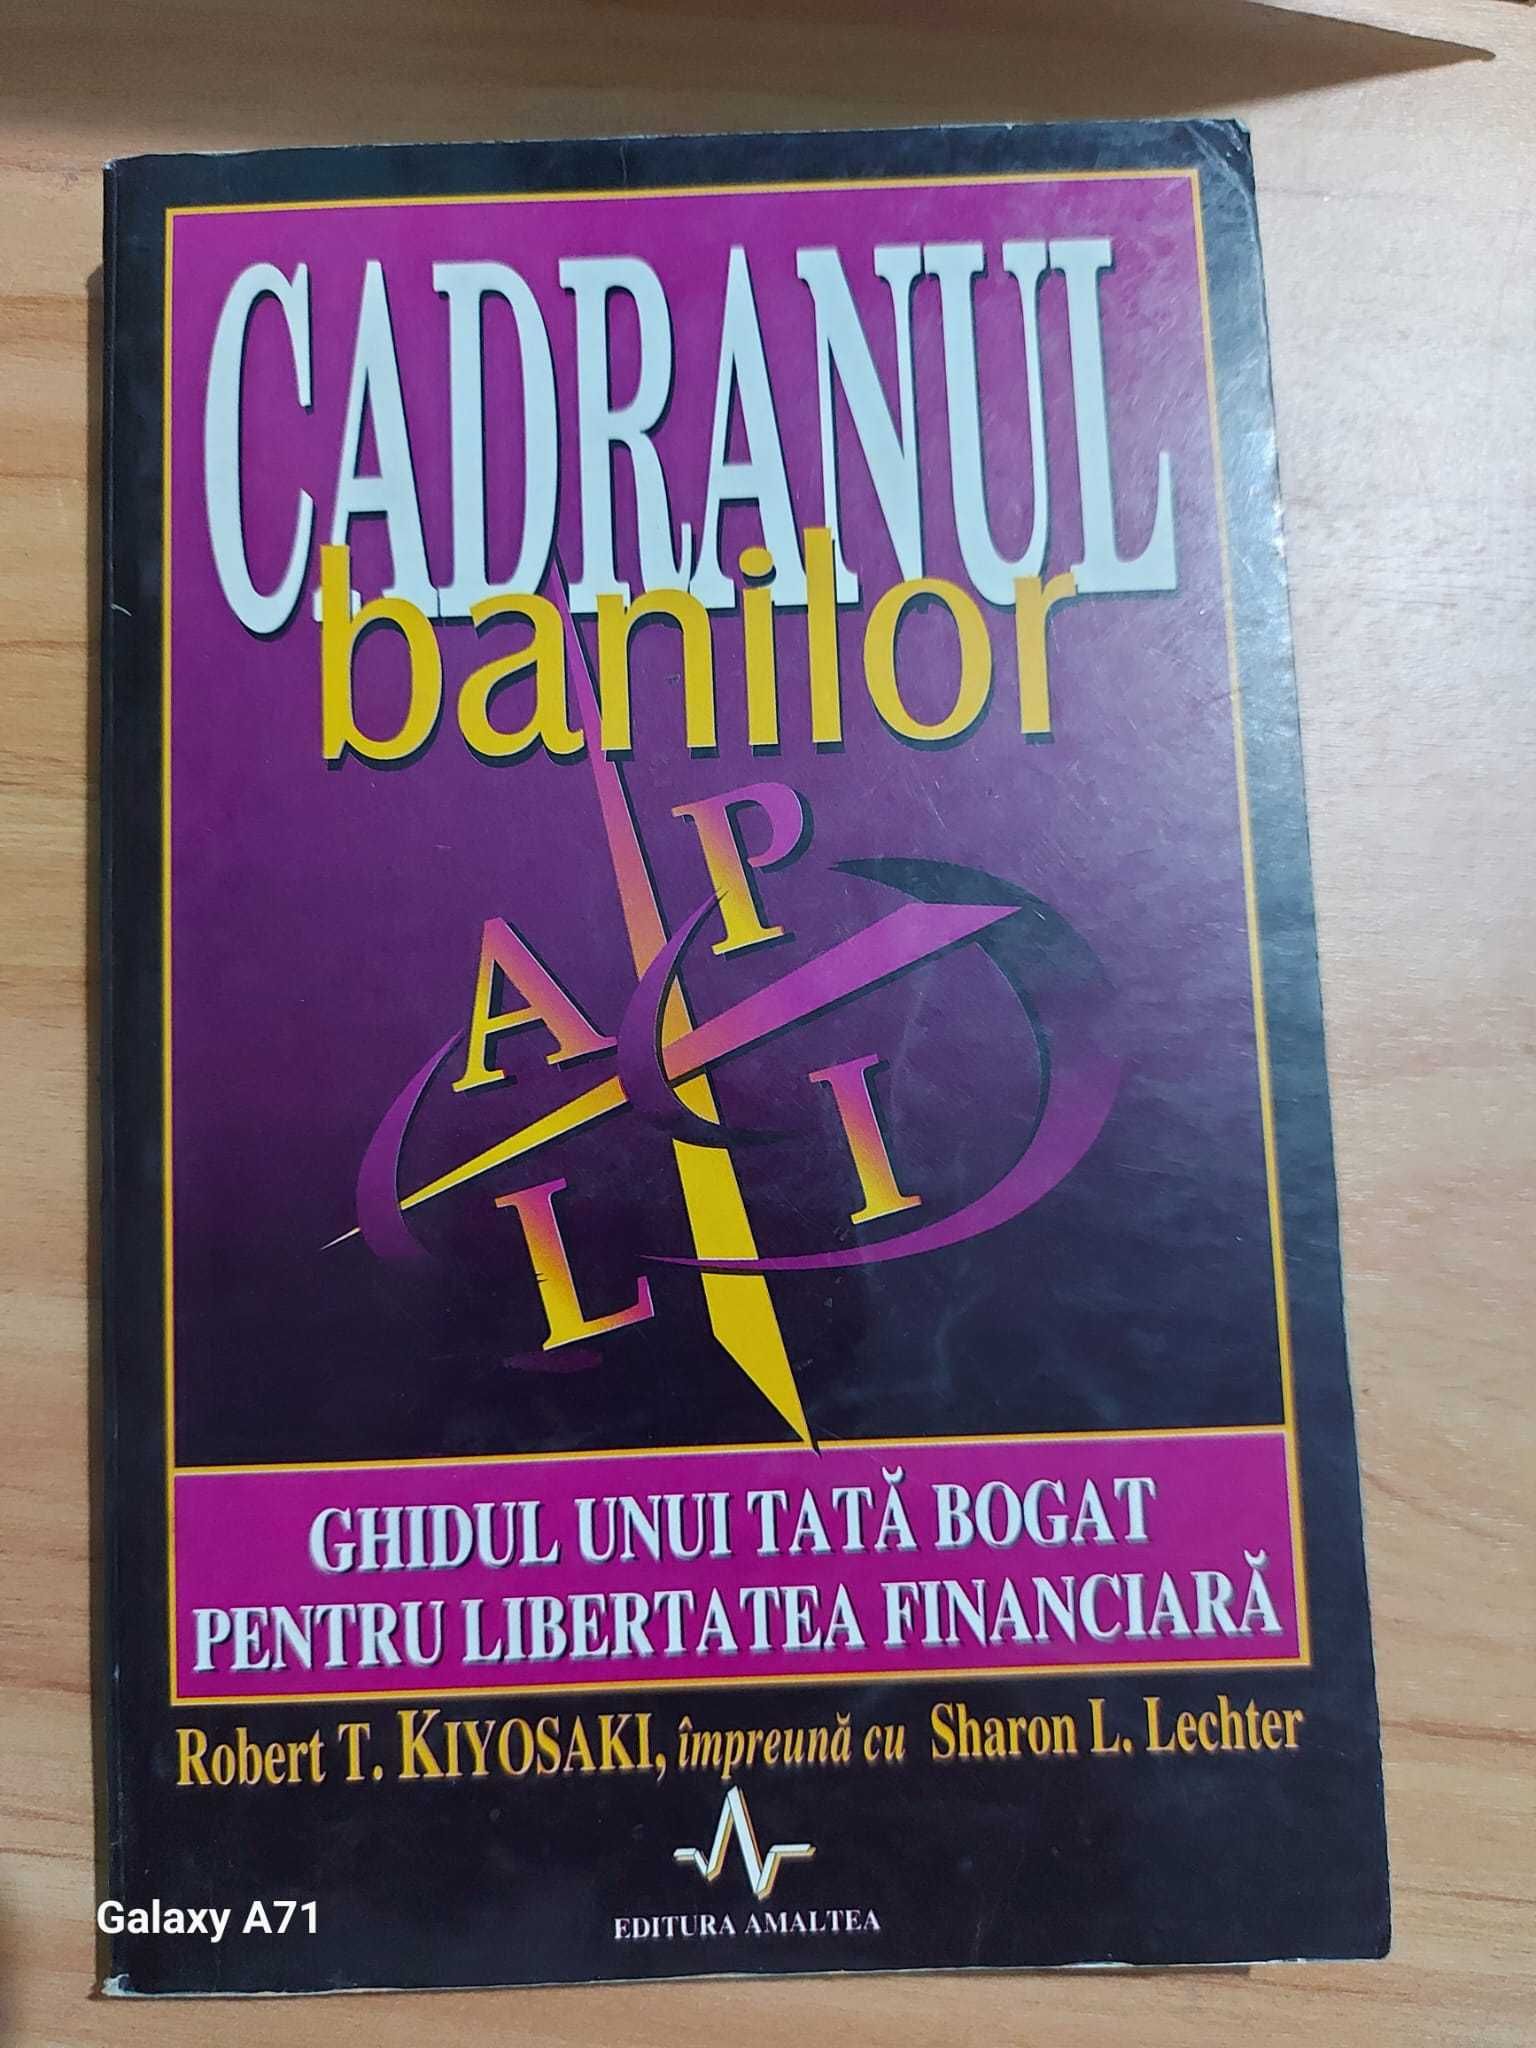 CADRANUL
banilor
P
A
I
L
GHIDUL UNUI TATĂ BOGAT
PENTRU LIBERTATEA FINANCIARĂ
Robert T. KIYOSAKI, împreună cu Sharon L. Lechter
EDITURA AMALTEA
Galaxy A71